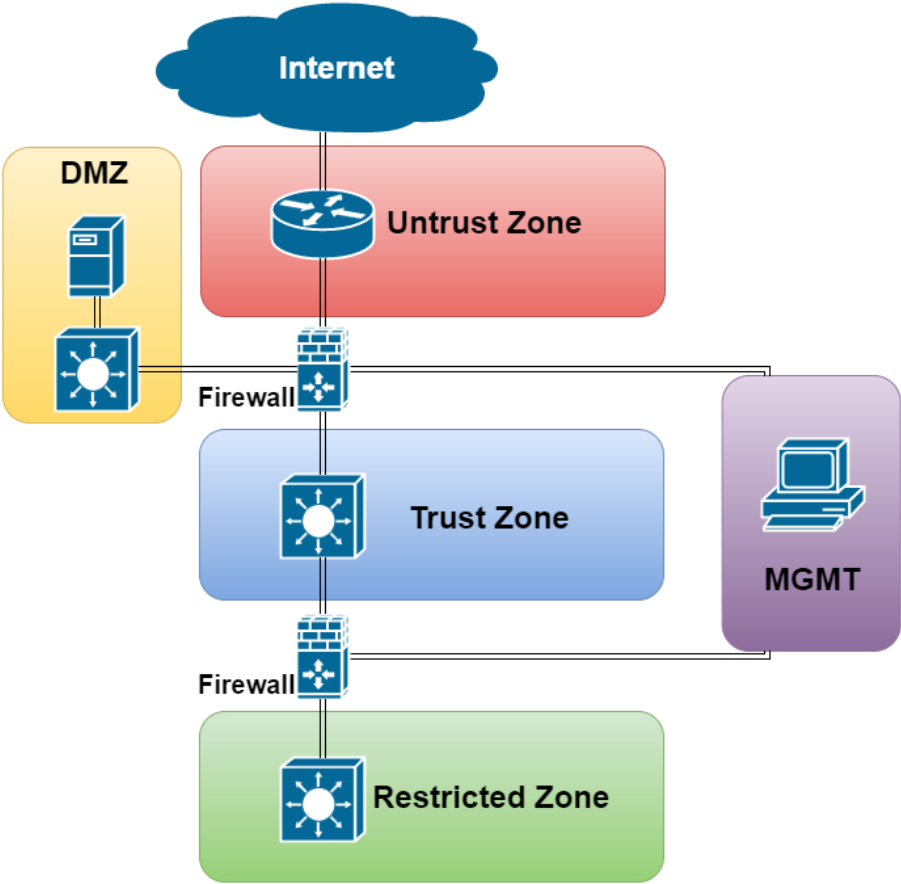 Internet
DMZ
Untrust Zone
Firewall
Trust Zone
MGMT
Firewall
Restricted Zone